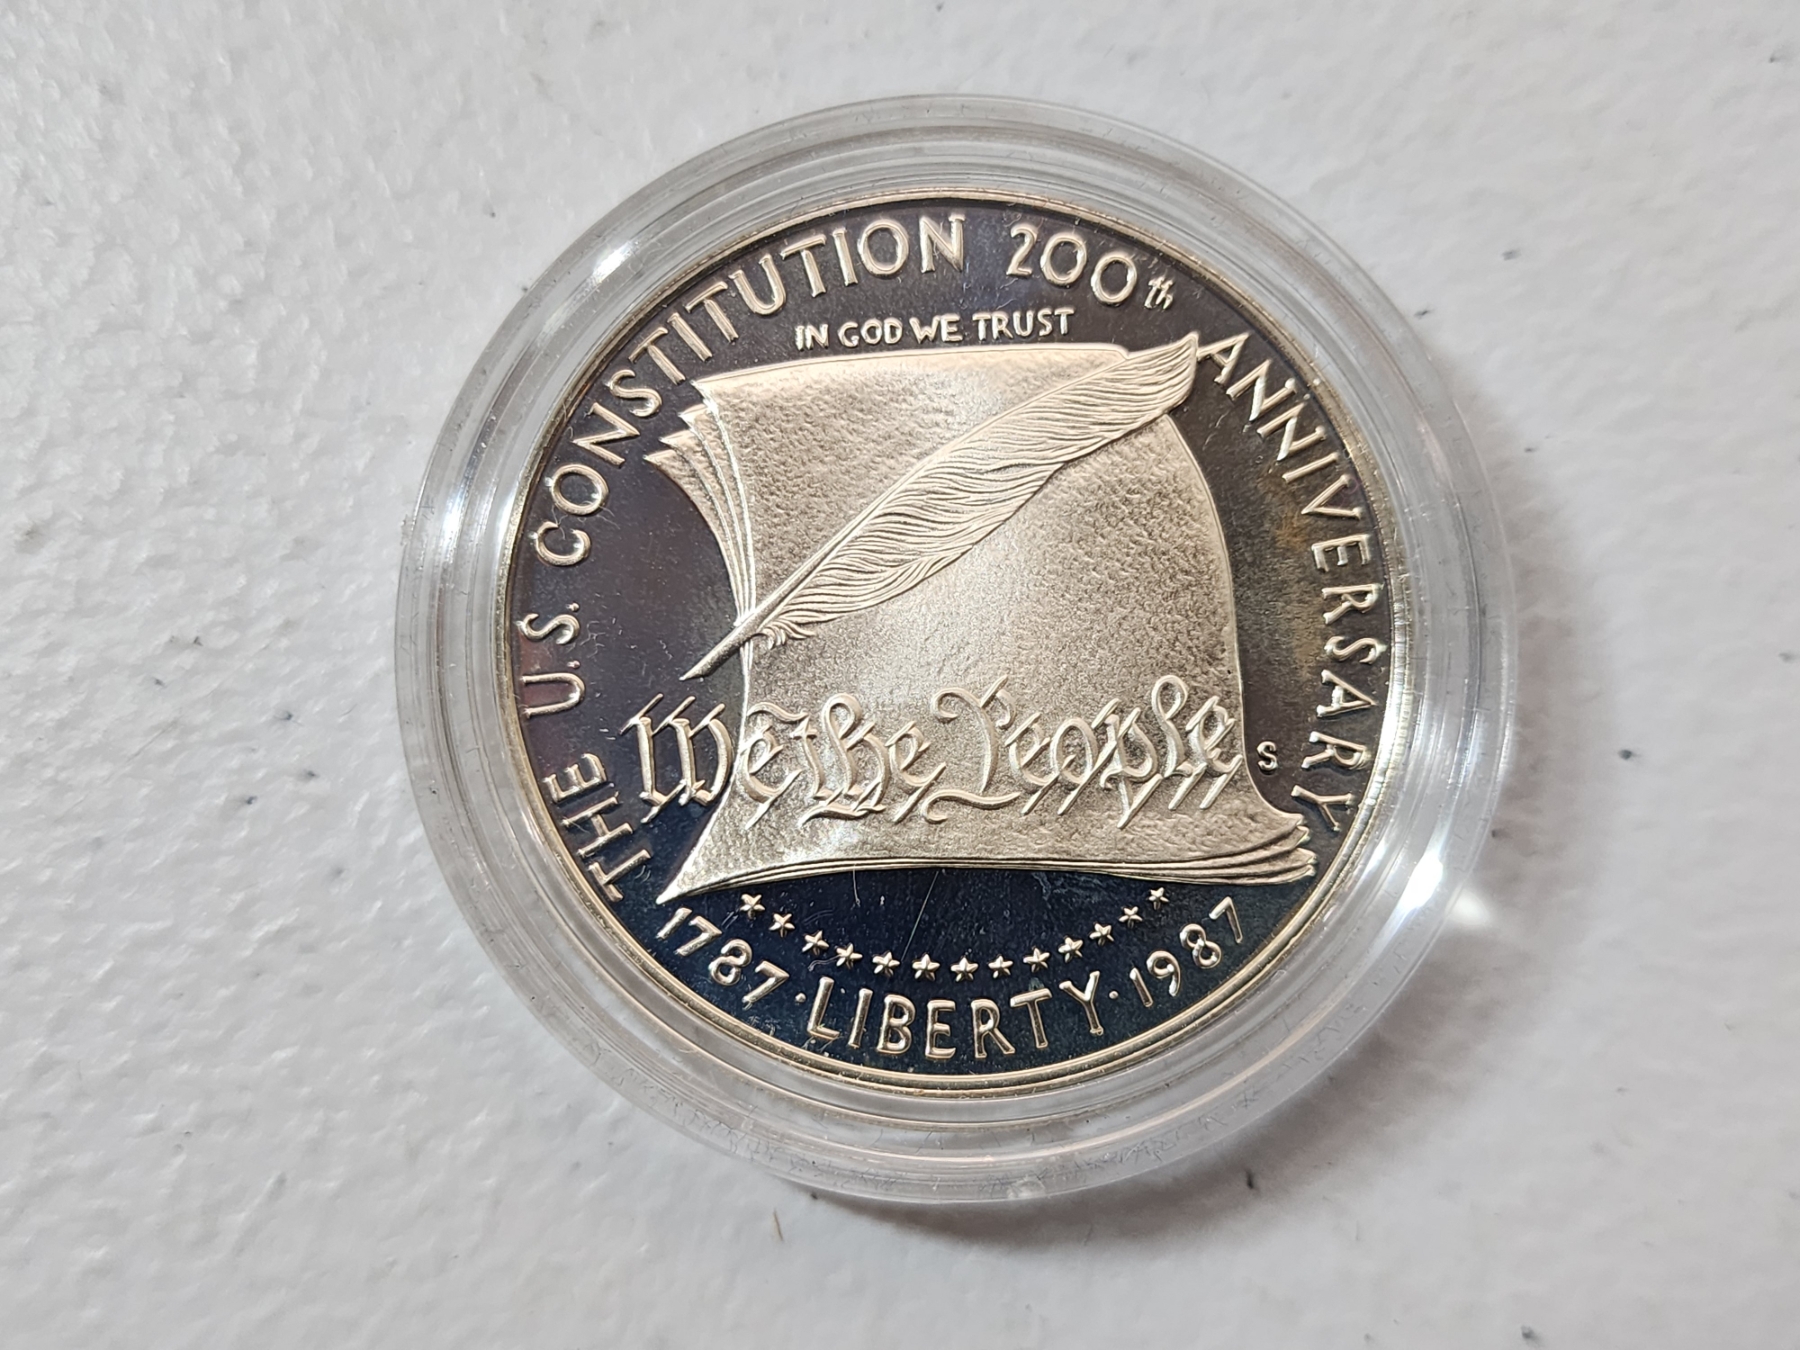 THE U.S. CONSTITUTION 200th ANNIVERSARY
IN GOD WE TRUST
We the People
S
1787 · LIBERTY · 1987